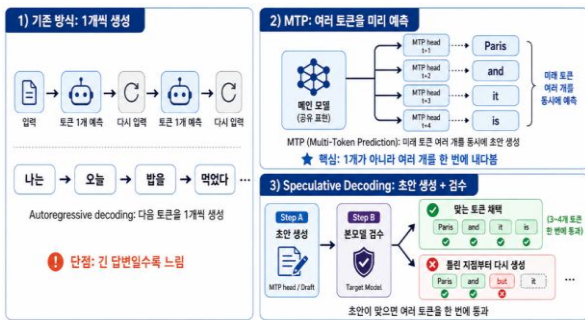 1) 기존 방식: 1개씩 생성
입력
토큰 1개 예측
다시 입력
토큰 1개 예측
다시 입력
나는
오늘
밥을
먹었다
...
Autoregressive decoding: 다음 토큰을 1개씩 생성
단점: 긴 답변일수록 느림
2) MTP: 여러 토큰을 미리 예측
메인 모델
(공유 표현)
MTP head
t+1
Paris
MTP head
t+2
and
MTP head
t+3
it
MTP head
t+4
is
미래 토큰
여러 개를
동시에 예측
MTP (Multi-Token Prediction): 미래 토큰 여러 개를 동시에 초안 생성
핵심: 1개가 아니라 여러 개를 한 번에 내다봄
3) Speculative Decoding: 초안 생성 + 검수
Step A
초안 생성
MTP head / Draft
Step B
본모델 검수
Target Model
맞는 토큰 채택
Paris
and
it
is
(3~4개 토큰
한 번에 통과)
틀린 지점부터 다시 생성
Paris
and
but
it
...
초안이 맞으면 여러 토큰을 한 번에 통과